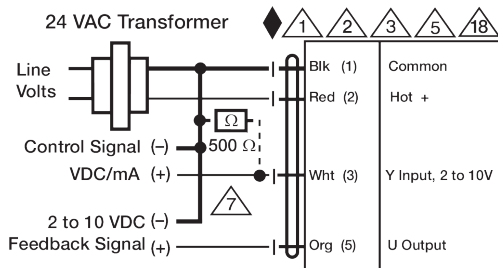 24 VAC Transformer
1 2 3 5 18
Line
Volts
Blk (1) Common
Red (2) Hot +
Ω
500 Ω
Control Signal (−)
VDC/mA (+)
Wht (3) Y Input, 2 to 10V
7
2 to 10 VDC (−)
Feedback Signal (+)
Org (5) U Output